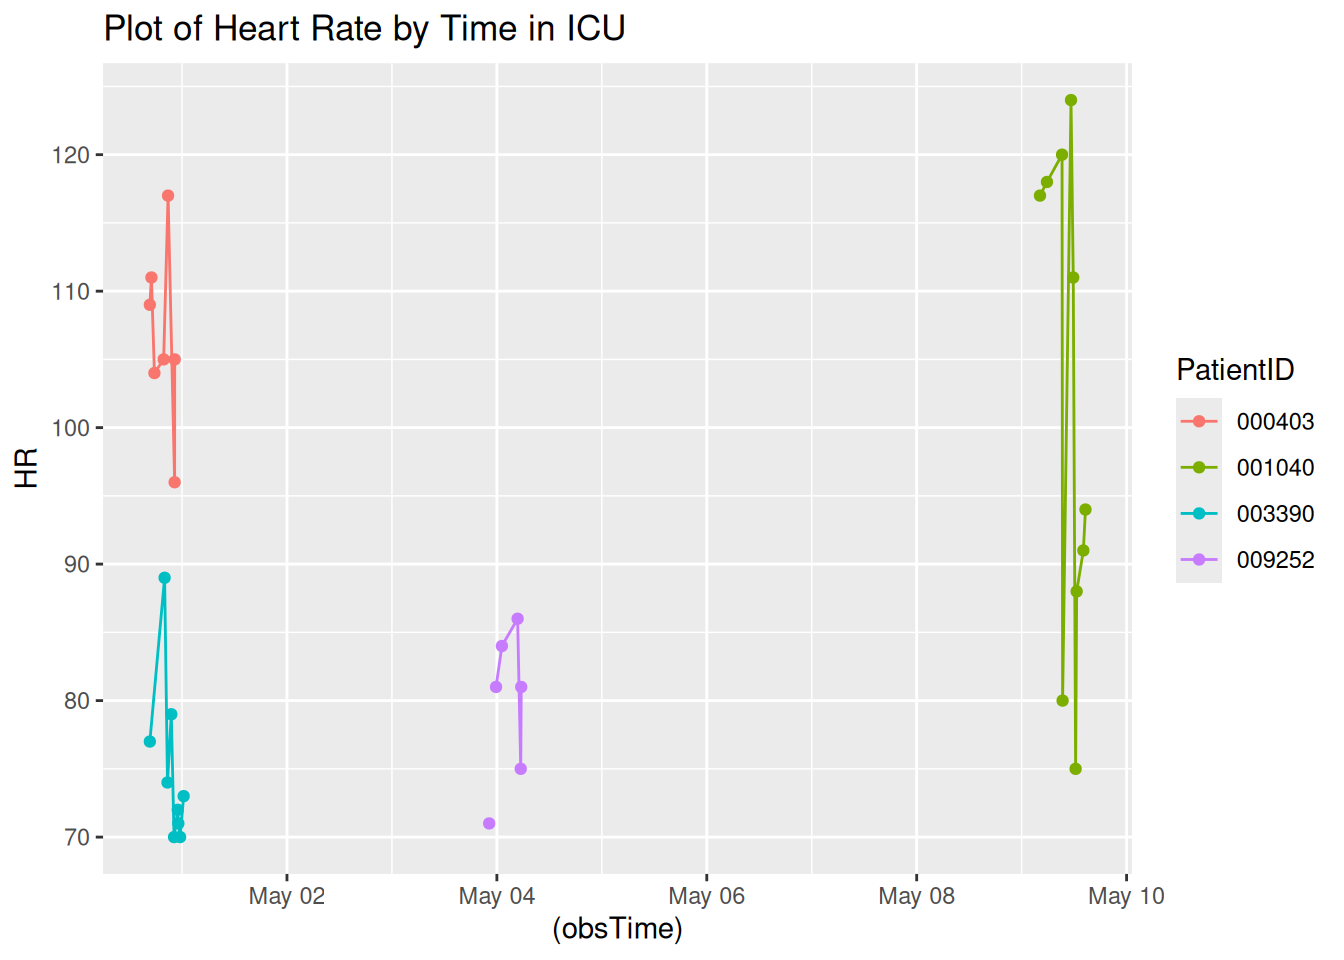 Plot of Heart Rate by Time in ICU
120
110
100
90
80
70
HR
May 02 May 04 May 06 May 08 May 10
(obsTime)
PatientID
000403
001040
003390
009252